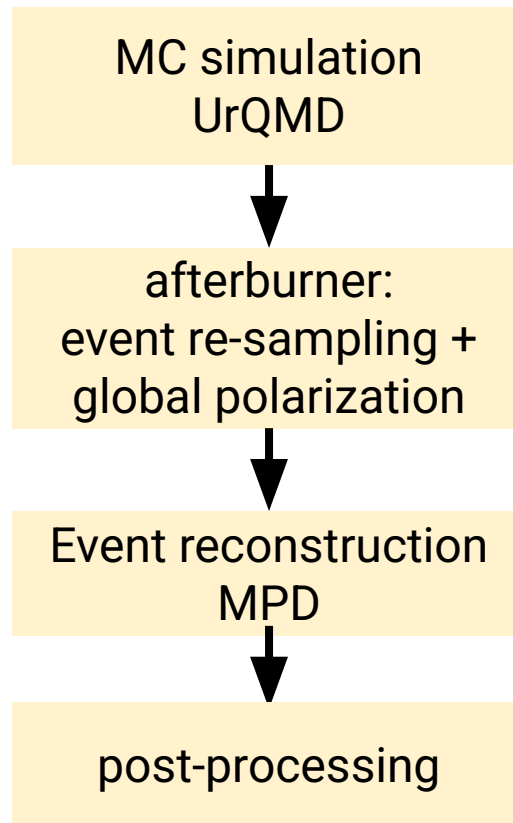 MC simulation
UrQMD
afterburner:
event re-sampling +
global polarization
Event reconstruction
MPD
post-processing